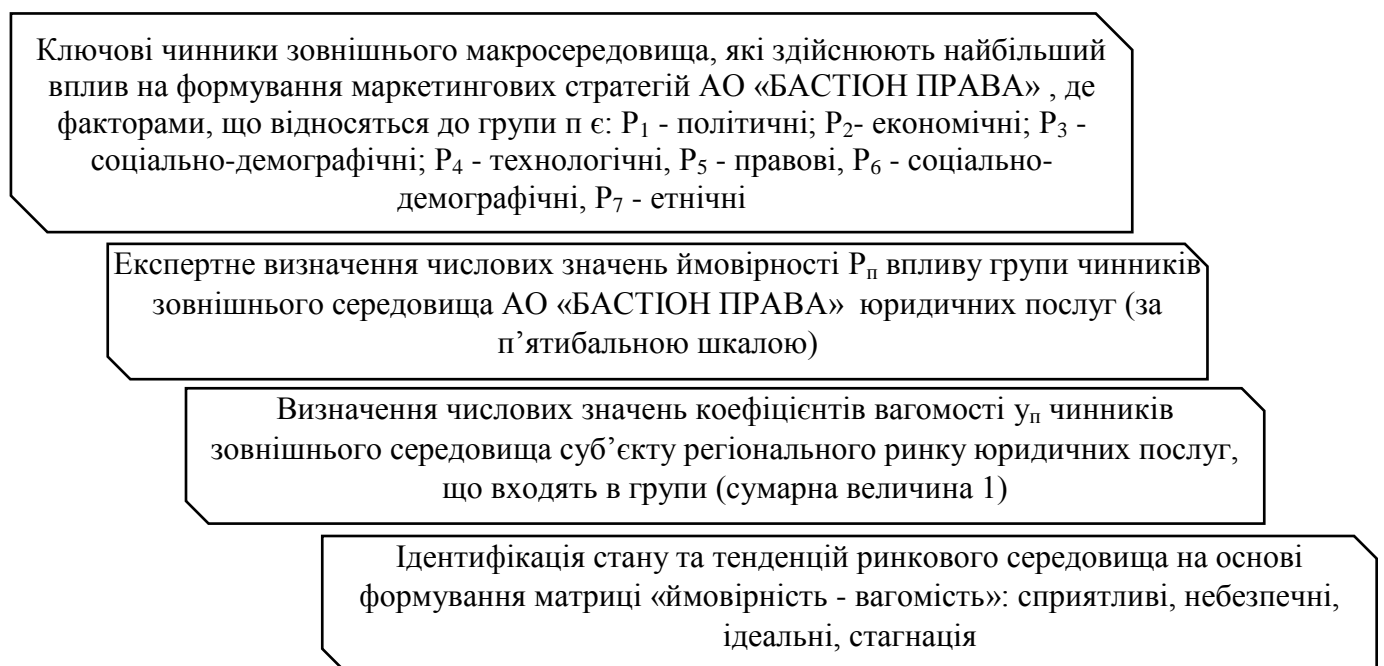 Ключові чинники зовнішнього макросередовища, які здійснюють найбільший
вплив на формування маркетингових стратегій АО «БАСТІОН ПРАВА» , де
факторами, що відносяться до групи п є: Р₁ - політичні; Р₂- економічні; Р₃ -
соціально-демографічні; Р₄ - технологічні, Р₅ - правові, Р₆ - соціально-
демографічні, Р₇ - етнічні
Експертне визначення числових значень ймовірності Рₚ впливу групи чинників
зовнішнього середовища АО «БАСТІОН ПРАВА» юридичних послуг (за
п’ятибальною шкалою)
Визначення числових значень коефіцієнтів вагомості уₚ чинників
зовнішнього середовища суб’єкту регіонального ринку юридичних послуг,
що входять в групи (сумарна величина 1)
Ідентифікація стану та тенденцій ринкового середовища на основі
формування матриці «ймовірність - вагомість»: сприятливі, небезпечні,
ідеальні, стагнація